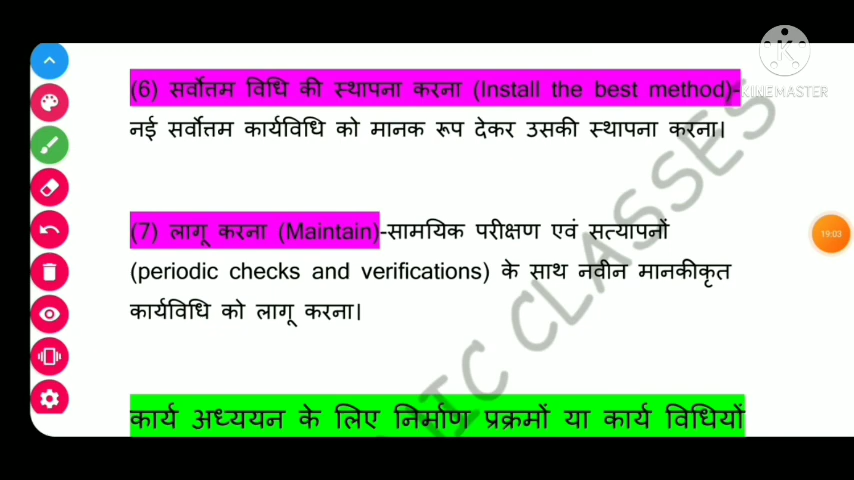 (6) सर्वोत्तम विधि की स्थापना करना (Install the best method)-
KINEMASTER
नई सर्वोत्तम कार्यविधि को मानक रूप देकर उसकी स्थापना करना।
(7) लागू करना (Maintain)-सामयिक परीक्षण एवं सत्यापनों
19:03
(periodic checks and verifications) के साथ नवीन मानकीकृत
कार्यविधि को लागू करना।
IC CLASSES
कार्य अध्ययन के लिए निर्माण प्रक्रमों या कार्य विधियों